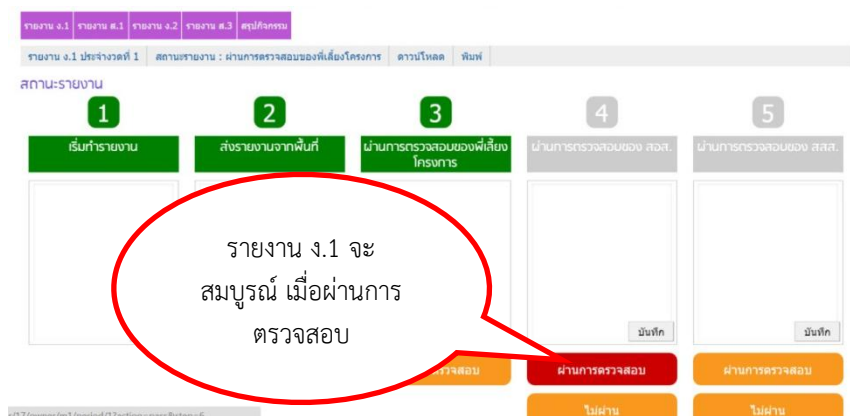 รายงาน ง.1 รายงาน ส.1 รายงาน ง.2 รายงาน ส.3 สรุปกิจกรรม
รายงาน ง.1 ประจำงวดที่ 1 สถานะรายงาน : ผ่านการตรวจสอบของพี่เลี้ยงโครงการ ดาวน์โหลด พิมพ์
สถานะรายงาน
1 2 3 4 5
เริ่มทำรายงาน ส่งรายงานจากพื้นที่ ผ่านการตรวจสอบของพี่เลี้ยง ผ่านการตรวจสอบของ สอส. ผ่านการตรวจสอบของ สสส.
โครงการ
รายงาน ง.1 จะ
สมบูรณ์ เมื่อผ่านการ
ตรวจสอบ
บันทึก บันทึก
ผ่านการตรวจสอบ ผ่านการตรวจสอบ
ไม่ผ่าน ไม่ผ่าน